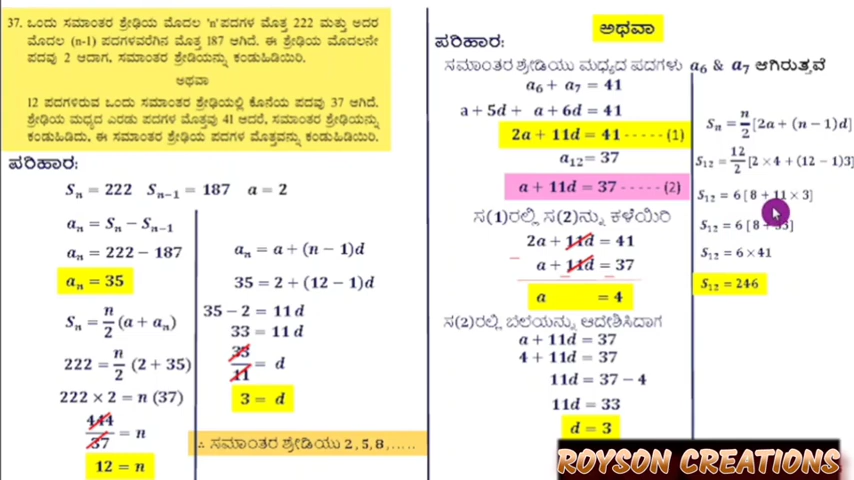 37. ಒಂದು ಸಮಾಂತರ ಶ್ರೇಢಿಯ ಮೊದಲ 'n' ಪದಗಳ ಮೊತ್ತ 222 ಮತ್ತು ಅದರ
ಮೊದಲ (n-1) ಪದಗಳವರೆಗಿನ ಮೊತ್ತ 187 ಆಗಿದೆ. ಈ ಶ್ರೇಢಿಯ ಮೊದಲನೇ
ಪದವು 2 ಆದಾಗ, ಸಮಾಂತರ ಶ್ರೇಢಿಯನ್ನು ಕಂಡುಹಿಡಿಯಿರಿ.
ಅಥವಾ
12 ಪದಗಳಿರುವ ಒಂದು ಸಮಾಂತರ ಶ್ರೇಢಿಯಲ್ಲಿ ಕೊನೆಯ ಪದವು 37 ಆಗಿದೆ.
ಶ್ರೇಢಿಯ ಮಧ್ಯದ ಎರಡು ಪದಗಳ ಮೊತ್ತವು 41 ಆದರೆ, ಸಮಾಂತರ ಶ್ರೇಢಿಯನ್ನು
ಕಂಡುಹಿಡಿದು, ಈ ಸಮಾಂತರ ಶ್ರೇಢಿಯ ಪದಗಳ ಮೊತ್ತವನ್ನು ಕಂಡುಹಿಡಿಯಿರಿ.
ಪರಿಹಾರ:
Sₙ = 222 Sₙ₋₁ = 187 a = 2
aₙ = Sₙ − Sₙ₋₁
aₙ = 222 − 187
aₙ = 35
Sₙ = n/2 (a + aₙ)
222 = n/2 (2 + 35)
222 × 2 = n (37)
444/37 = n
12 = n
aₙ = a + (n − 1)d
35 = 2 + (12 − 1)d
35 − 2 = 11d
33 = 11d
33/11 = d
3 = d
∴ ಸಮಾಂತರ ಶ್ರೇಢಿಯು 2, 5, 8, .....
ಅಥವಾ
ಪರಿಹಾರ:
ಸಮಾಂತರ ಶ್ರೇಢಿಯು ಮಧ್ಯದ ಪದಗಳು a₆ & a₇ ಆಗಿರುತ್ತವೆ
a₆ + a₇ = 41
a + 5d + a + 6d = 41
2a + 11d = 41 ----- (1)
a₁₂ = 37
a + 11d = 37 ----- (2)
ಸ(1)ರಲ್ಲಿ ಸ(2)ನ್ನು ಕಳೆಯಿರಿ
2a + 11d = 41
− a + 11d = 37
a = 4
ಸ(2)ರಲ್ಲಿ ಬೆಲೆಯನ್ನು ಆದೇಶಿಸಿದಾಗ
a + 11d = 37
4 + 11d = 37
11d = 37 − 4
11d = 33
d = 3
Sₙ = n/2 [2a + (n − 1)d]
S₁₂ = 12/2 [2 × 4 + (12 − 1)3]
S₁₂ = 6 [8 + 11 × 3]
S₁₂ = 6 [8 + 33]
S₁₂ = 6 × 41
S₁₂ = 246
ROYSON CREATIONS